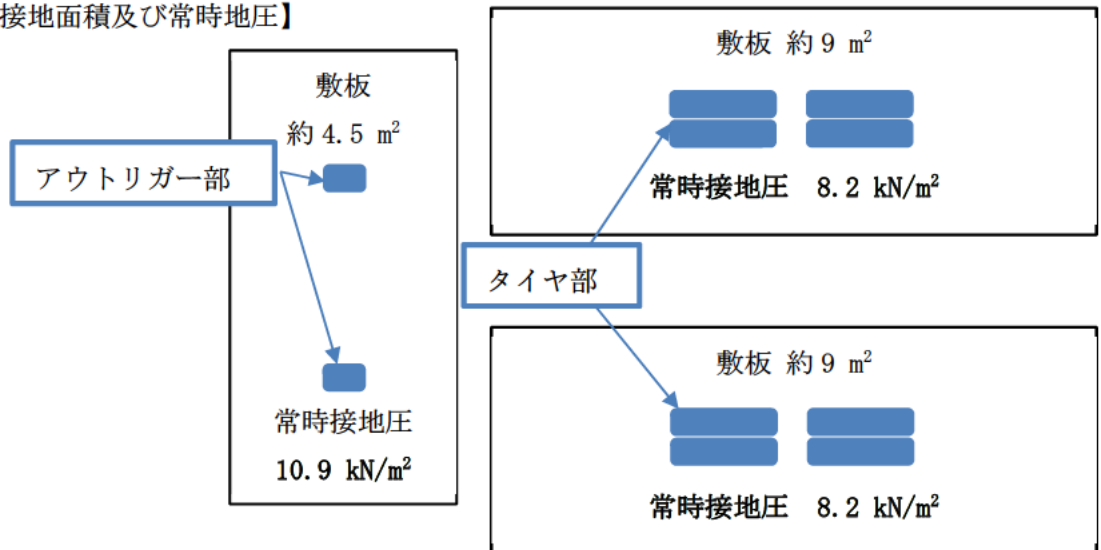 接地面積及び常時地圧】
敷板
約4.5 m²
アウトリガー部
常時接地圧
10.9 kN/m²
敷板 約9 m²
常時接地圧 8.2 kN/m²
タイヤ部
敷板 約9 m²
常時接地圧 8.2 kN/m²